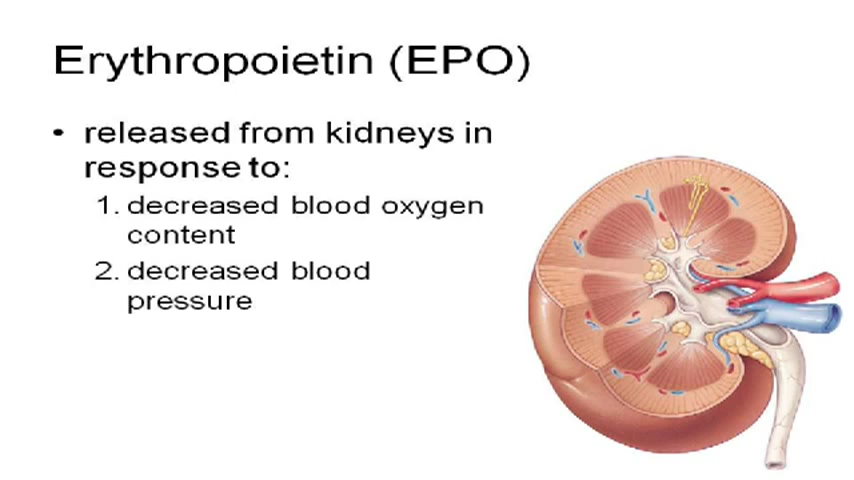 Erythropoietin (EPO)
• released from kidneys in
response to:
1. decreased blood oxygen
content
2. decreased blood
pressure